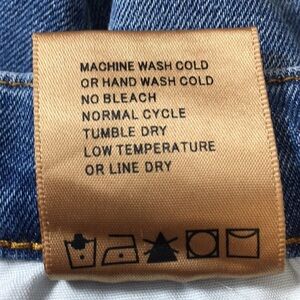 MACHINE WASH COLD
OR HAND WASH COLD
NO BLEACH
NORMAL CYCLE
TUMBLE DRY
LOW TEMPERATURE
OR LINE DRY